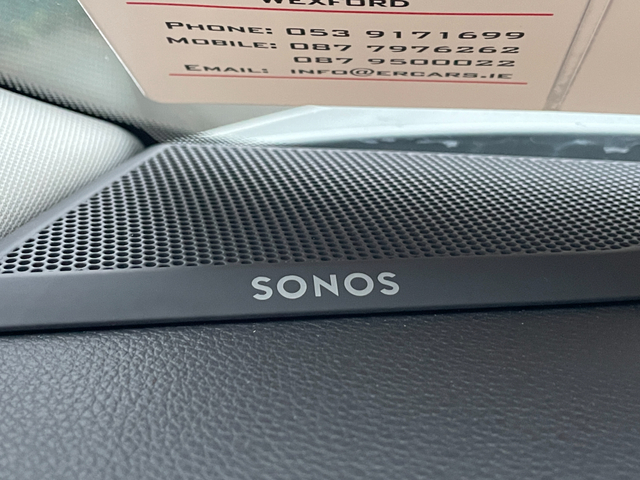 WEXFORD
PHONE: 053 9171699
MOBILE: 087 7976262
087 9500022
EMAIL: INFO@ERCARS.IE
SONOS